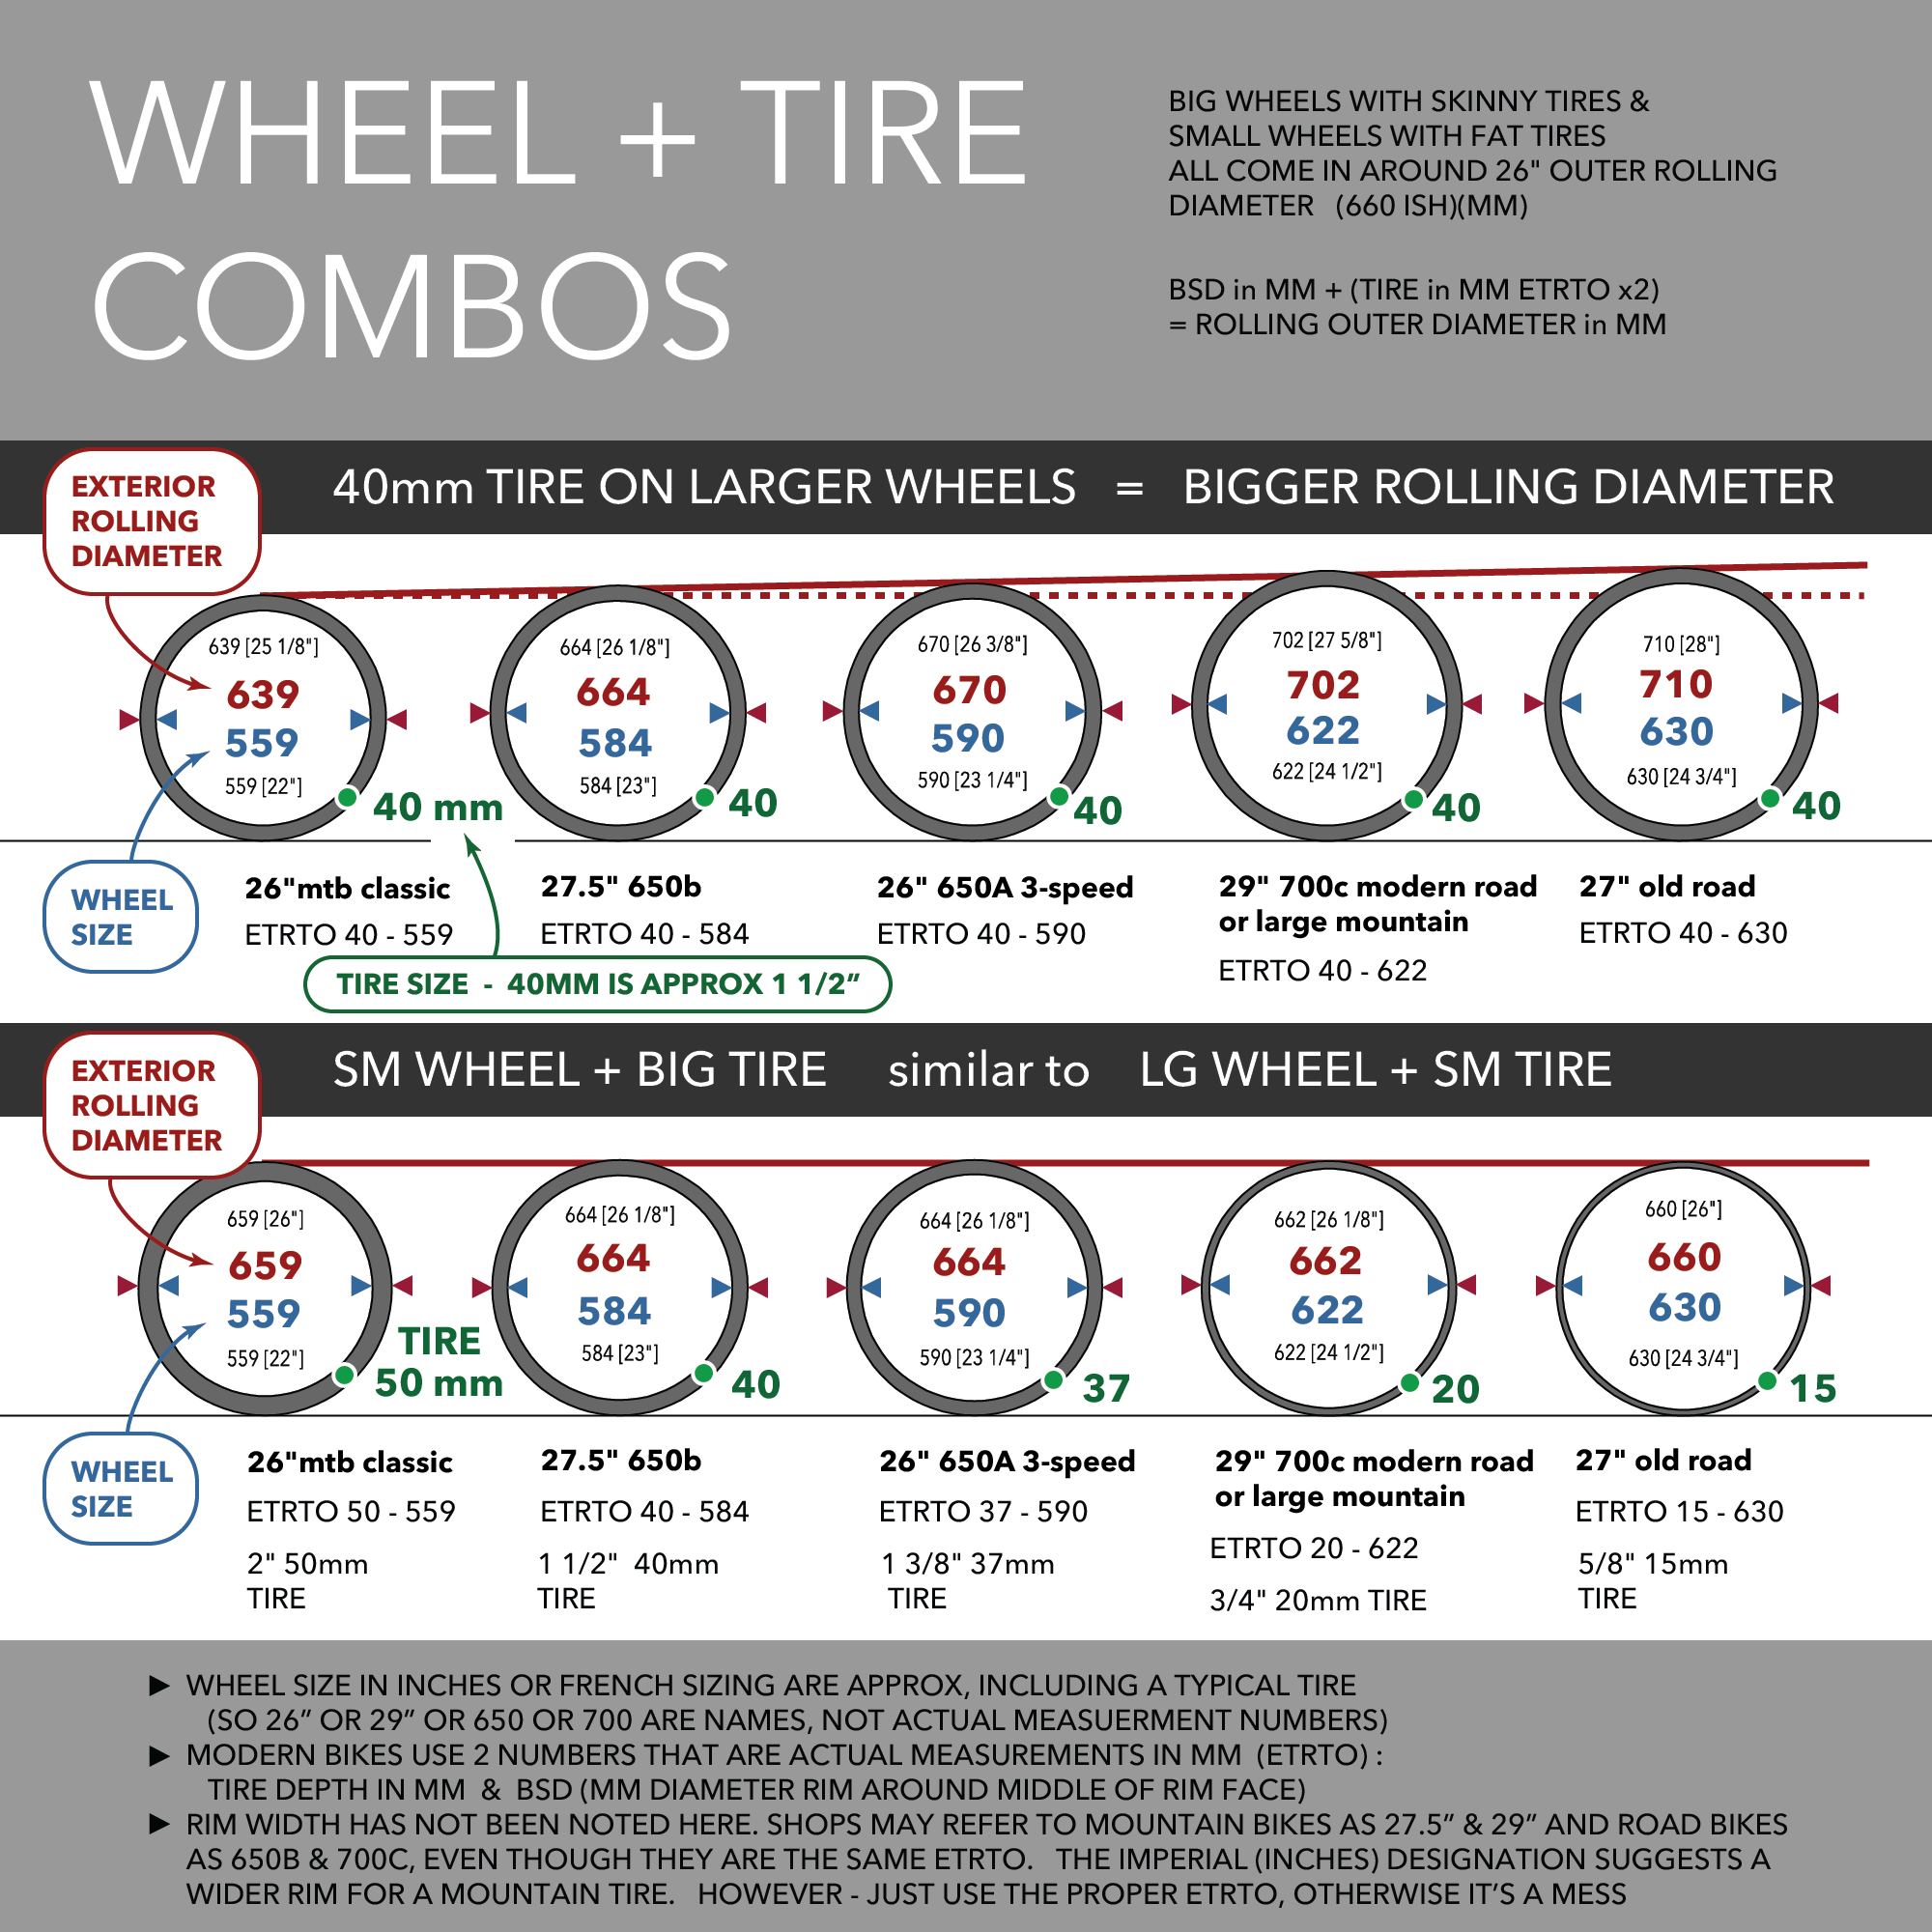 WHEEL + TIRE
COMBOS
BIG WHEELS WITH SKINNY TIRES &
SMALL WHEELS WITH FAT TIRES
ALL COME IN AROUND 26" OUTER ROLLING
DIAMETER (660 ISH)(MM)
BSD in MM + (TIRE in MM ETRTO x2)
= ROLLING OUTER DIAMETER in MM
EXTERIOR
ROLLING
DIAMETER
40mm TIRE ON LARGER WHEELS = BIGGER ROLLING DIAMETER
639 [25 1/8"]
639
559
559 [22"]
40 mm
664 [26 1/8"]
664
584
584 [23"]
40
670 [26 3/8"]
670
590
590 [23 1/4"]
40
702 [27 5/8"]
702
622
622 [24 1/2"]
40
710 [28"]
710
630
630 [24 3/4"]
40
WHEEL
SIZE
26"mtb classic
ETRTO 40 - 559
27.5" 650b
ETRTO 40 - 584
26" 650A 3-speed
ETRTO 40 - 590
29" 700c modern road
or large mountain
ETRTO 40 - 622
27" old road
ETRTO 40 - 630
TIRE SIZE - 40MM IS APPROX 1 1/2”
EXTERIOR
ROLLING
DIAMETER
SM WHEEL + BIG TIRE similar to LG WHEEL + SM TIRE
659 [26"]
659
559
559 [22"]
TIRE
50 mm
664 [26 1/8"]
664
584
584 [23"]
40
664 [26 1/8"]
664
590
590 [23 1/4"]
37
662 [26 1/8"]
662
622
622 [24 1/2"]
20
660 [26"]
660
630
630 [24 3/4"]
15
WHEEL
SIZE
26"mtb classic
ETRTO 50 - 559
2" 50mm
TIRE
27.5" 650b
ETRTO 40 - 584
1 1/2" 40mm
TIRE
26" 650A 3-speed
ETRTO 37 - 590
1 3/8" 37mm
TIRE
29" 700c modern road
or large mountain
ETRTO 20 - 622
3/4" 20mm TIRE
27" old road
ETRTO 15 - 630
5/8" 15mm
TIRE
▶ WHEEL SIZE IN INCHES OR FRENCH SIZING ARE APPROX, INCLUDING A TYPICAL TIRE
(SO 26” OR 29” OR 650 OR 700 ARE NAMES, NOT ACTUAL MEASUERMENT NUMBERS)
▶ MODERN BIKES USE 2 NUMBERS THAT ARE ACTUAL MEASUREMENTS IN MM (ETRTO) :
TIRE DEPTH IN MM & BSD (MM DIAMETER RIM AROUND MIDDLE OF RIM FACE)
▶ RIM WIDTH HAS NOT BEEN NOTED HERE. SHOPS MAY REFER TO MOUNTAIN BIKES AS 27.5” & 29” AND ROAD BIKES
AS 650B & 700C, EVEN THOUGH THEY ARE THE SAME ETRTO. THE IMPERIAL (INCHES) DESIGNATION SUGGESTS A
WIDER RIM FOR A MOUNTAIN TIRE. HOWEVER - JUST USE THE PROPER ETRTO, OTHERWISE IT’S A MESS